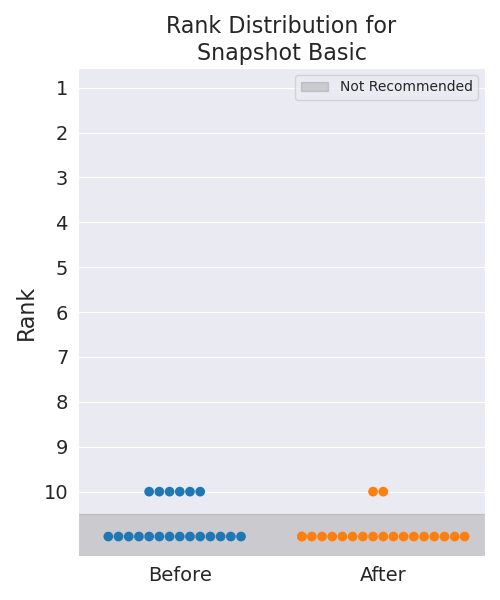 Rank Distribution for
Snapshot Basic
Not Recommended
1
2
3
4
5
6
7
8
9
10
Rank
Before
After